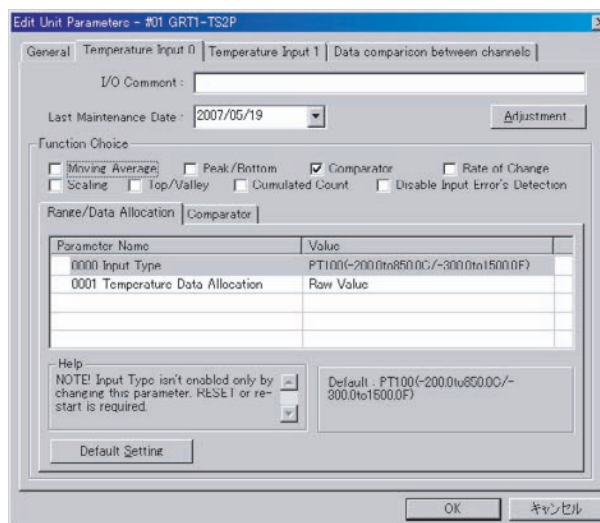 Edit Unit Parameters - #01 GRT1-TS2P
General Temperature Input 0 Temperature Input 1 Data comparison between channels
I/O Comment :
Last Maintenance Date : 2007/05/19 Adjustment
Function Choice
Moving Average Peak/Bottom Comparator Rate of Change
Scaling Top/Valley Cumulated Count Disable Input Error's Detection
Range/Data Allocation Comparator
Parameter Name Value
0000 Input Type PT100(-200.0to850.0C/-300.0to1500.0F)
0001 Temperature Data Allocation Raw Value
Help
NOTE! Input Type isn't enabled only by
changing this parameter. RESET or re-
start is required.
Default : PT100(-200.0to850.0C/-
300.0to1500.0F)
Default Setting
OK キャンセル